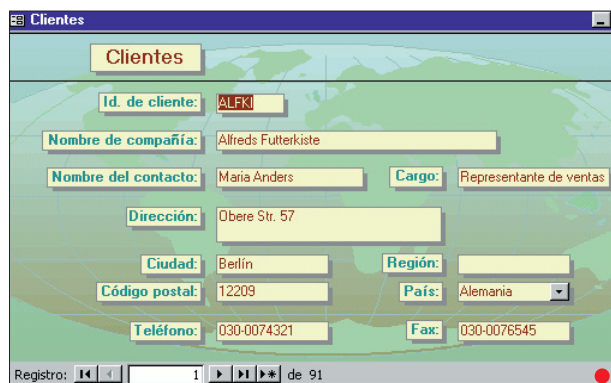 Clientes
Clientes
Id. de cliente: ALFKI
Nombre de compañía: Alfreds Futterkiste
Nombre del contacto: Maria Anders Cargo: Representante de ventas
Dirección: Obere Str. 57
Ciudad: Berlín Región:
Código postal: 12209 País: Alemania
Teléfono: 030-0074321 Fax: 030-0076545
Registro: 1 de 91